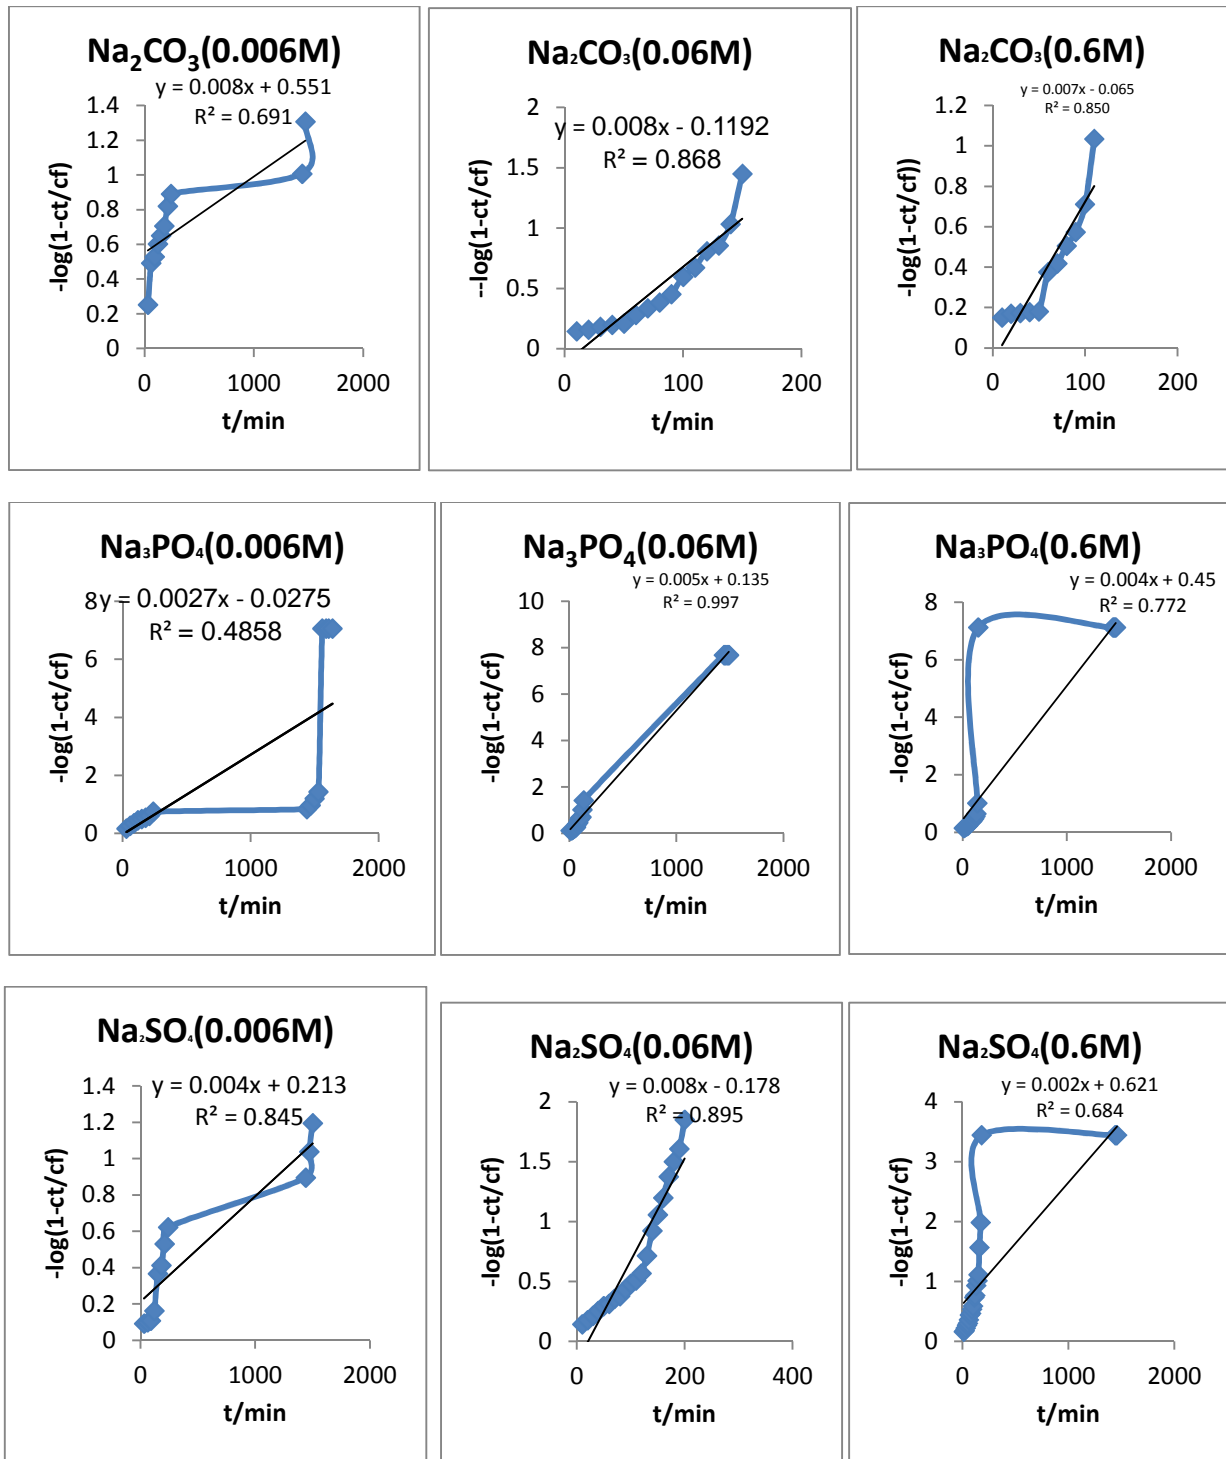 Na₂CO₃(0.006M)
y = 0.008x + 0.551
R² = 0.691
1.4
1.2
1
0.8
0.6
0.4
0.2
0
0 1000 2000
-log(1-ct/cf)
t/min
Na₂CO₃(0.06M)
y = 0.008x - 0.1192
R² = 0.868
2
1.5
1
0.5
0
0 100 200
--log(1-ct/cf)
t/min
Na₂CO₃(0.6M)
y = 0.007x - 0.065
R² = 0.850
1.2
1
0.8
0.6
0.4
0.2
0
0 100 200
-log(1-ct/cf))
t/min
Na₃PO₄(0.006M)
y = 0.0027x - 0.0275
R² = 0.4858
8
6
4
2
0
0 1000 2000
-log(1-ct/cf)
t/min
Na₃PO₄(0.06M)
y = 0.005x + 0.135
R² = 0.997
10
8
6
4
2
0
0 1000 2000
-log(1-ct/cf)
t/min
Na₃PO₄(0.6M)
y = 0.004x + 0.45
R² = 0.772
8
6
4
2
0
0 1000 2000
-log(1-ct/cf)
t/min
Na₂SO₄(0.006M)
y = 0.004x + 0.213
R² = 0.845
1.4
1.2
1
0.8
0.6
0.4
0.2
0
0 1000 2000
-log(1-ct/cf)
t/min
Na₂SO₄(0.06M)
y = 0.008x - 0.178
R² = 0.895
2
1.5
1
0.5
0
0 200 400
-log(1-ct/cf)
t/min
Na₂SO₄(0.6M)
y = 0.002x + 0.621
R² = 0.684
4
3
2
1
0
0 1000 2000
-log(1-ct/cf)
t/min